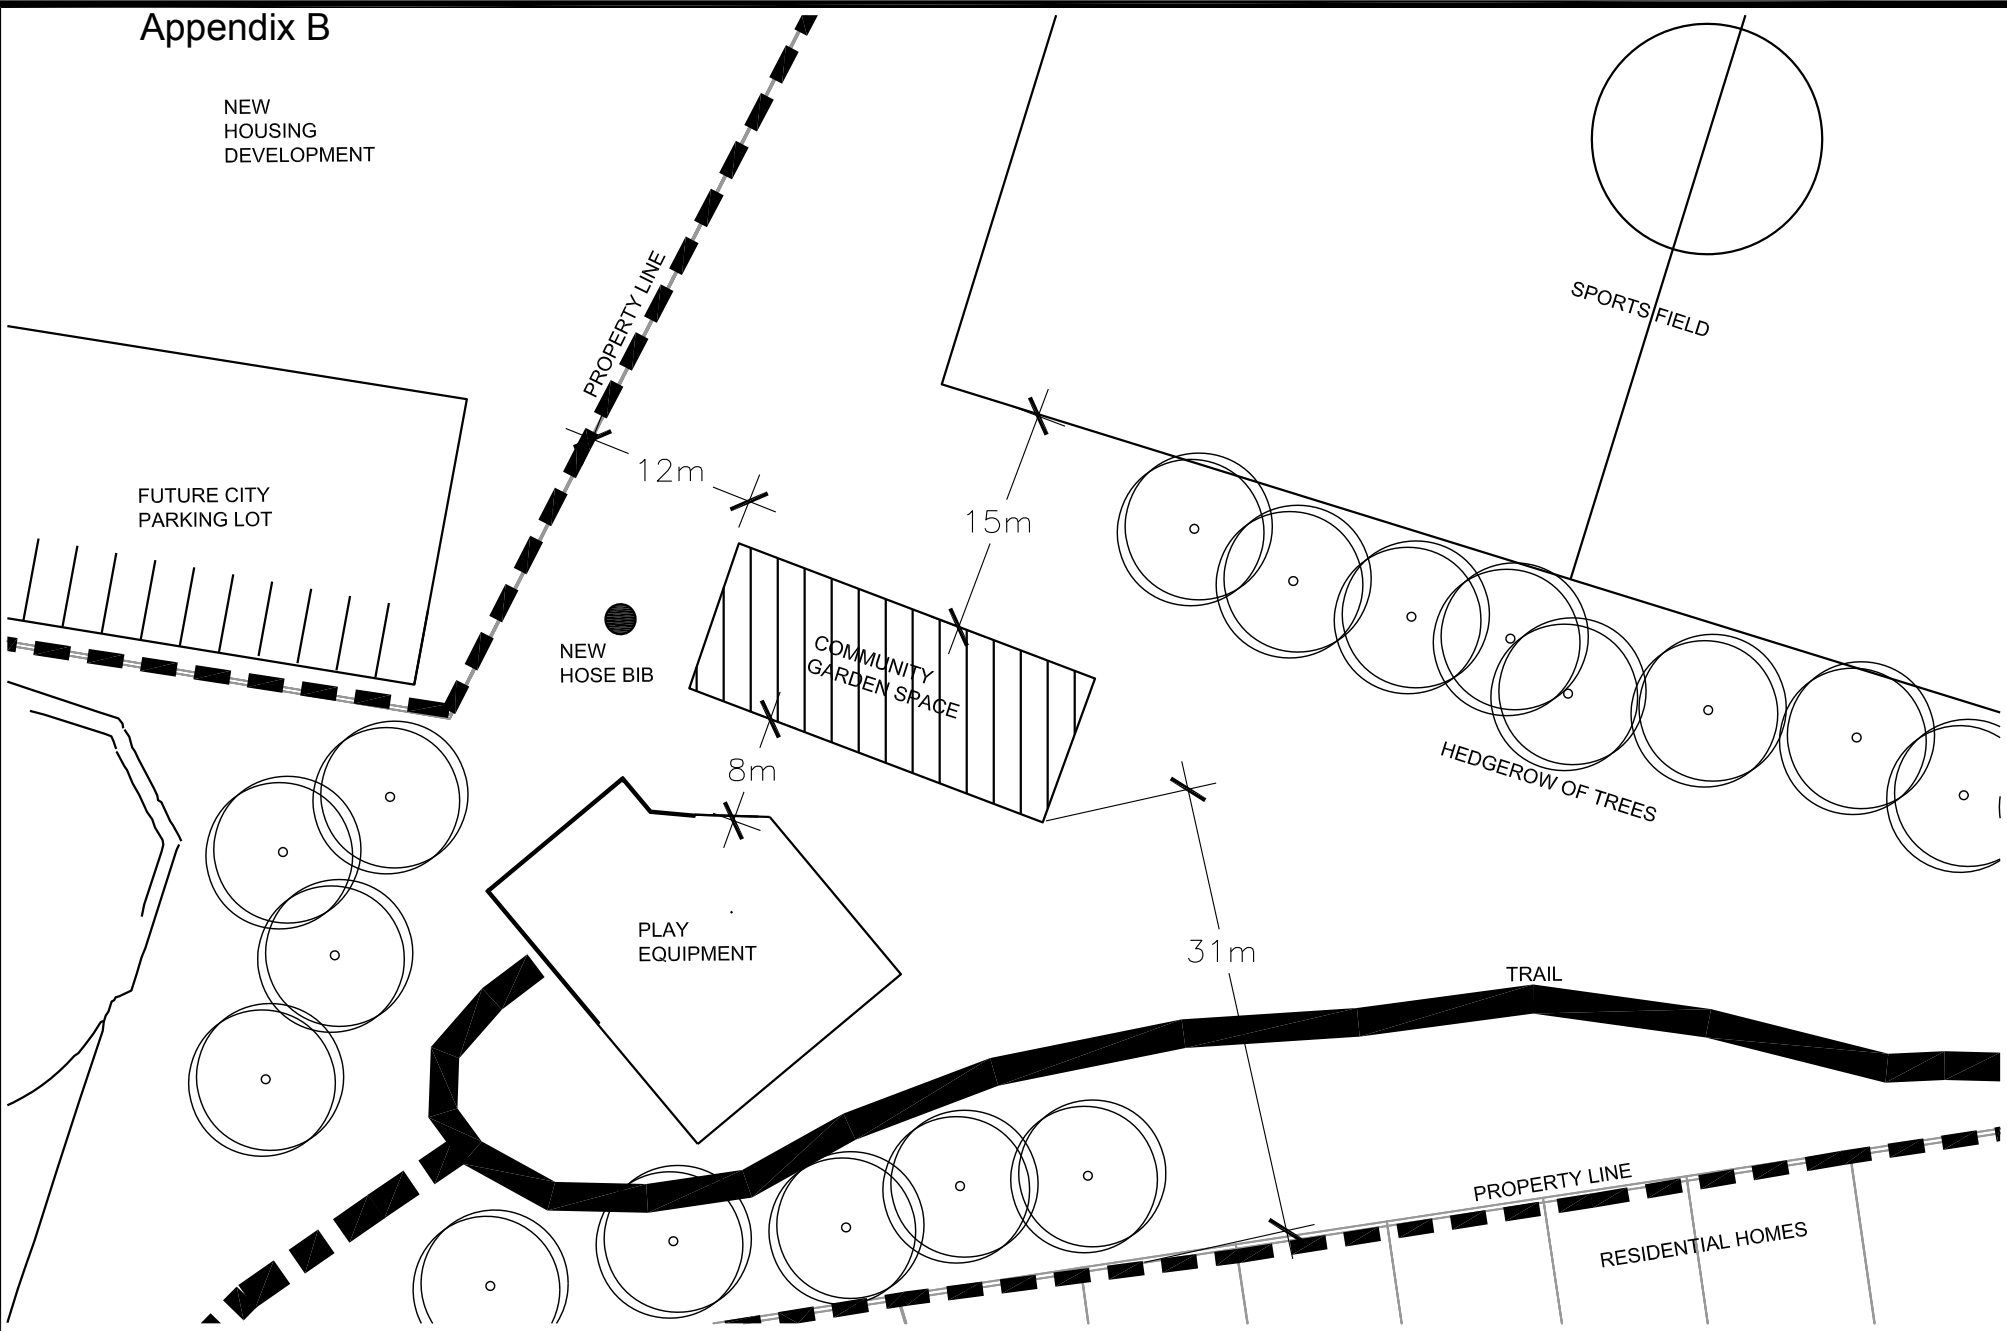 Appendix B
NEW
HOUSING
DEVELOPMENT
PROPERTY LINE
SPORTS FIELD
12m
15m
FUTURE CITY
PARKING LOT
NEW
HOSE BIB
COMMUNITY
GARDEN SPACE
8m
HEDGEROW OF TREES
PLAY
EQUIPMENT
31m
TRAIL
PROPERTY LINE
RESIDENTIAL HOMES